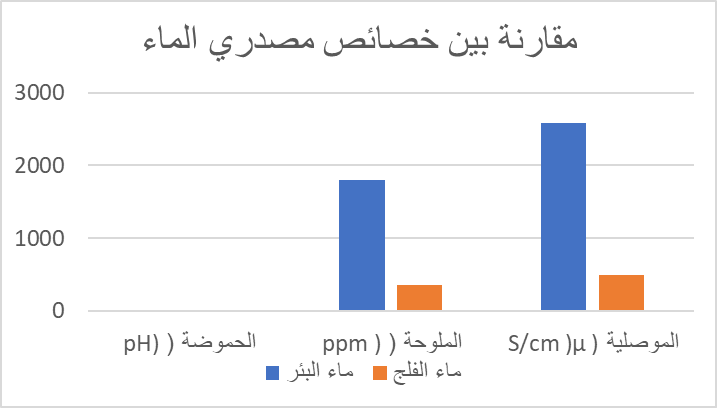 مقارنة بين خصائص مصدري الماء
3000
2000
1000
0
الحموضة ( (pH
الملوحة ( ( ppm
الموصلية ( S/cm )µ
ماء البئر
ماء الفلج